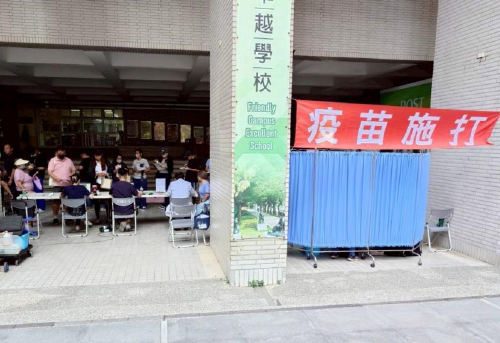 越學校
Friendly
Campus
Excellent
School
POST
疫苗施打